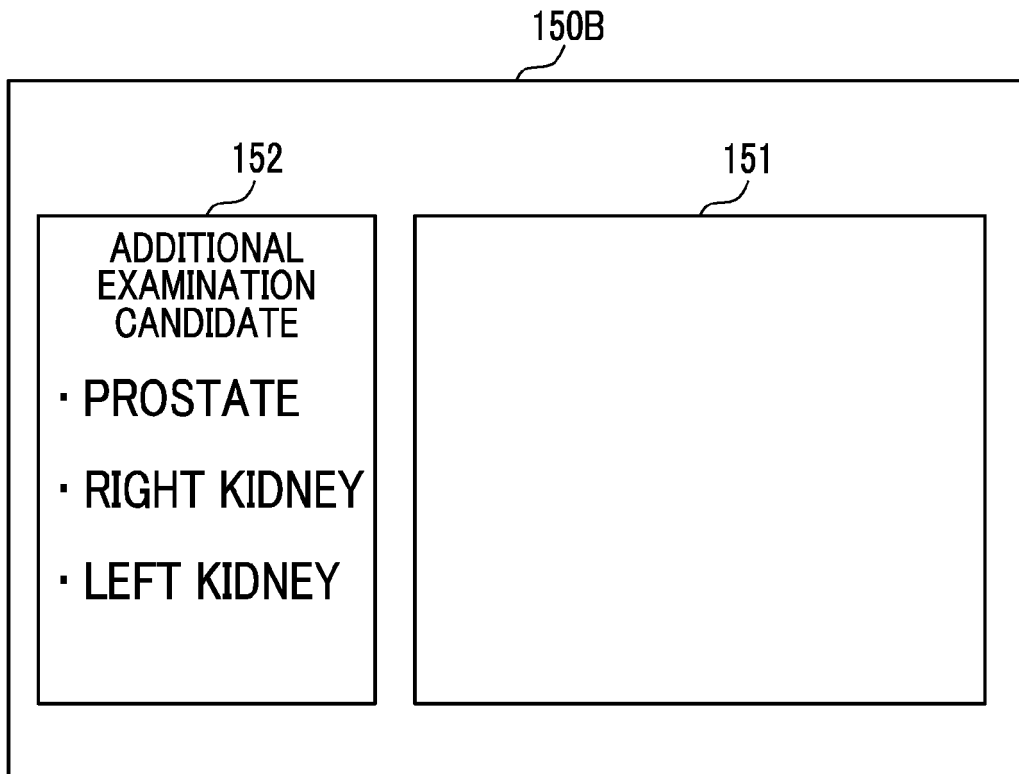 150B
152
151
ADDITIONAL
EXAMINATION
CANDIDATE
· PROSTATE
· RIGHT KIDNEY
· LEFT KIDNEY